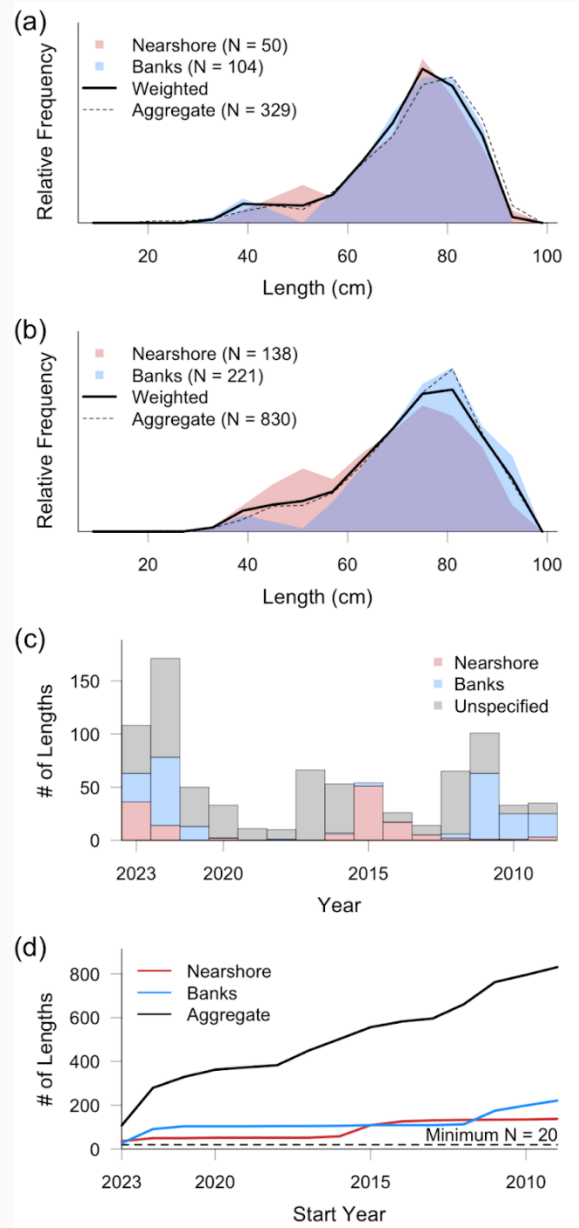 (a)
Nearshore (N = 50)
Banks (N = 104)
Weighted
Aggregate (N = 329)
Relative Frequency
20 40 60 80 100
Length (cm)
(b)
Nearshore (N = 138)
Banks (N = 221)
Weighted
Aggregate (N = 830)
Relative Frequency
20 40 60 80 100
Length (cm)
(c)
Nearshore
Banks
Unspecified
# of Lengths
150
100
50
0
2023 2020 2015 2010
Year
(d)
Nearshore
Banks
Aggregate
# of Lengths
800
600
400
200
0
Minimum N = 20
2023 2020 2015 2010
Start Year